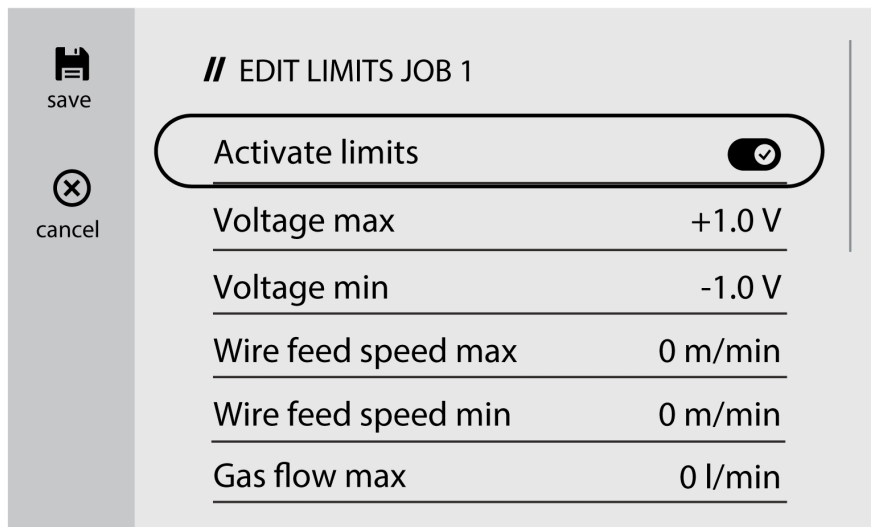 save
cancel
// EDIT LIMITS JOB 1
Activate limits
Voltage max +1.0 V
Voltage min -1.0 V
Wire feed speed max 0 m/min
Wire feed speed min 0 m/min
Gas flow max 0 l/min